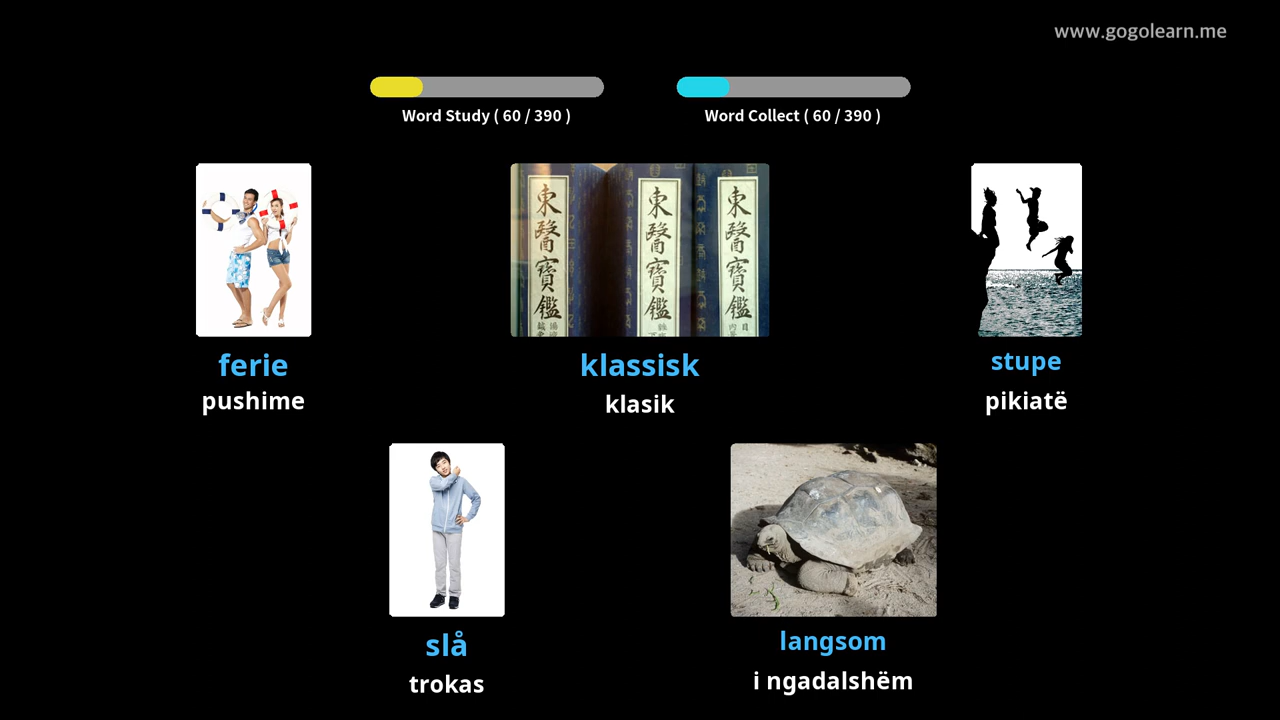 www.gogolearn.me
Word Study ( 60 / 390 )
Word Collect ( 60 / 390 )
東醫寶鑑
東醫寶鑑
東醫寶鑑
ferie
pushime
klassisk
klasik
stupe
pikiatë
slå
trokas
langsom
i ngadalshëm